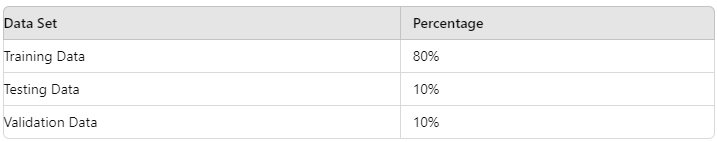 Data Set Percentage
Training Data 80%
Testing Data 10%
Validation Data 10%